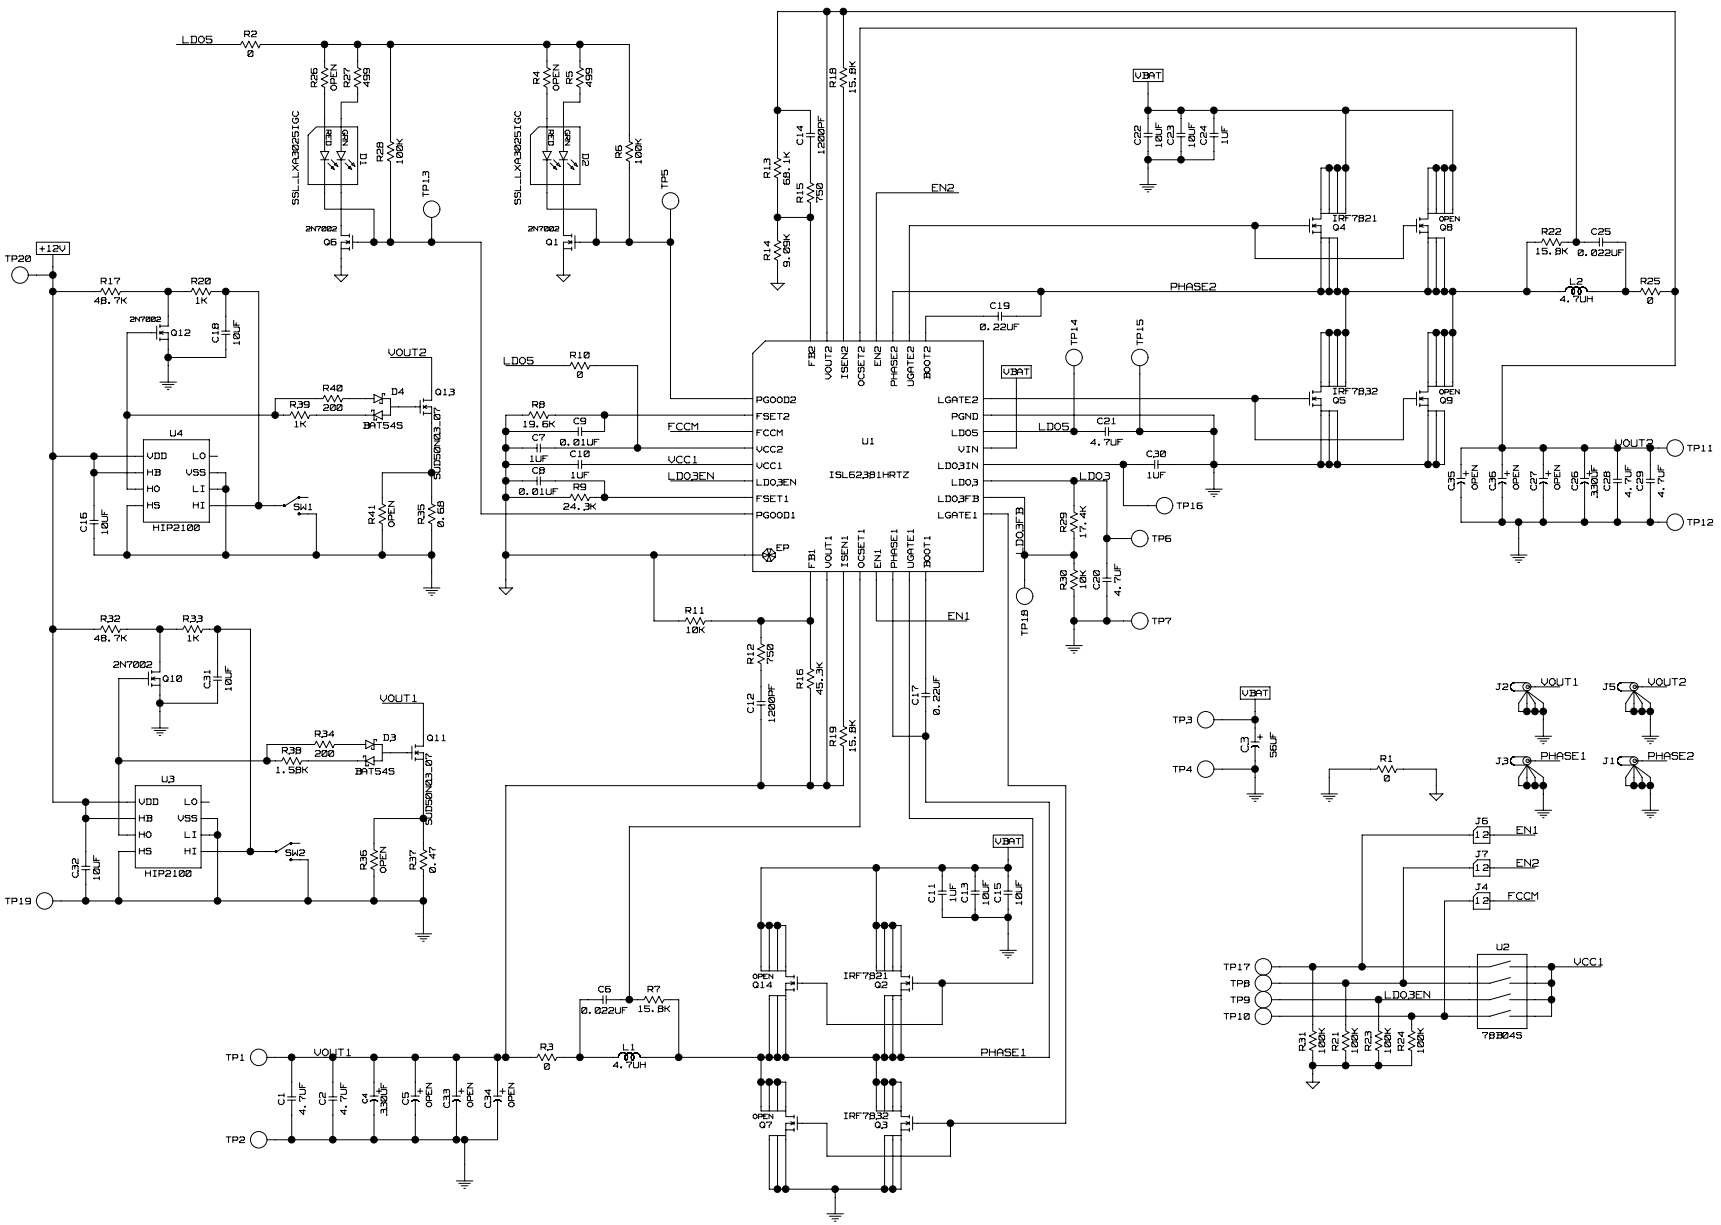 LDO5
R2
0
R26
OPEN
R27
499
SSL_LXA3025IGC
RED
GRN
D1
R28
100K
TP13
2N7002
Q6
R4
OPEN
R5
499
SSL_LXA3025IGC
RED
GRN
D2
R6
100K
TP5
2N7002
Q1
R18
15.8K
C14
1200PF
R13
68.1K
R15
750
R14
9.09K
EN2
VBAT
C22
10UF
C23
10UF
C24
1UF
IRF7821
Q4
OPEN
Q8
R22
15.8K
C25
0.022UF
L2
4.7UH
R25
0
PHASE2
C19
0.22UF
IRF7832
Q5
OPEN
Q9
TP20
+12V
R17
48.7K
R20
1K
2N7002
Q12
C18
10UF
VOUT2
R40
200
D4
R39
1K
BAT54S
Q13
SUD50N03_07
U4
VDD
HB
HO
HS
LO
VSS
LI
HI
HIP2100
C16
10UF
SW1
R41
OPEN
R35
0.68
LDO5
R10
0
R8
19.6K
C9
0.01UF
C7
1UF
C10
1UF
C8
0.01UF
R9
24.3K
FCCM
VCC1
LDO3EN
FB2
VOUT2
ISEN2
OCSET2
EN2
PHASE2
UGATE2
BOOT2
PGOOD2
FSET2
FCCM
VCC2
VCC1
LDO3EN
FSET1
PGOOD1
U1
ISL62381HRTZ
EP
LGATE2
PGND
LDO5
VIN
LDO3IN
LDO3
LDO3FB
LGATE1
FB1
VOUT1
ISEN1
OCSET1
EN1
PHASE1
UGATE1
BOOT1
VBAT
TP14
TP15
LDO5
C21
4.7UF
C30
1UF
LDO3
TP16
LDO3FB
R29
17.4K
R30
10K
TP6
C20
4.7UF
TP18
TP7
VOUT2
TP11
C35
OPEN
C36
OPEN
C27
OPEN
C26
330UF
C28
4.7UF
C29
4.7UF
TP12
R32
48.7K
R33
1K
2N7002
Q10
C31
10UF
VOUT1
R34
200
D3
R38
1.58K
BAT54S
Q11
SUD50N03_07
U3
VDD
HB
HO
HS
LO
VSS
LI
HI
HIP2100
C32
10UF
SW2
R36
OPEN
R37
0.47
TP19
R11
10K
R12
750
C12
1200PF
R16
45.3K
R19
15.8K
EN1
C17
0.22UF
VBAT
C11
1UF
C13
10UF
C15
10UF
OPEN
Q14
IRF7821
Q2
C6
0.022UF
R7
15.8K
R3
0
L1
4.7UH
PHASE1
TP1
VOUT1
C1
4.7UF
C2
4.7UF
C4
330UF
C5
OPEN
C33
OPEN
C34
OPEN
TP2
OPEN
Q7
IRF7832
Q3
VBAT
TP3
C3
56UF
TP4
R1
0
J2
VOUT1
J5
VOUT2
J3
PHASE1
J1
PHASE2
J6
12
EN1
J7
12
EN2
J4
12
FCCM
U2
VCC1
TP17
TP8
TP9
LDO3EN
TP10
78B04S
R31
100K
R21
100K
R23
100K
R24
100K